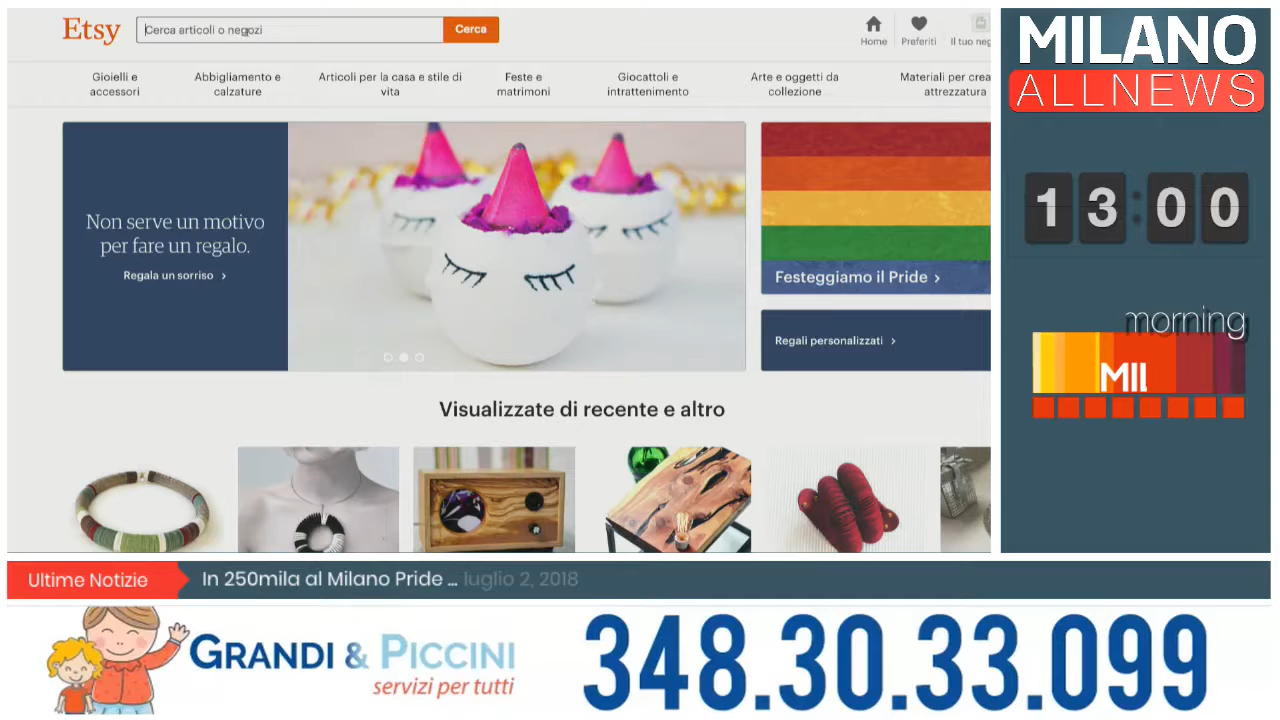 Etsy
Cerca articoli o negozi
Cerca
Home
Preferiti
Il tuo neg
Gioielli e
accessori
Abbigliamento e
calzature
Articoli per la casa e stile di
vita
Feste e
matrimoni
Giocattoli e
intrattenimento
Arte e oggetti da
collezione
Materiali per crea
attrezzatura
Non serve un motivo
per fare un regalo.
Regala un sorriso >
Festeggiamo il Pride >
Regali personalizzati >
Visualizzate di recente e altro
MILANO
ALLNEWS
13:00
morning
MIL
Ultime Notizie
In 250mila al Milano Pride ... luglio 2, 2018
GRANDI & PICCINI
servizi per tutti
348.30.33.099